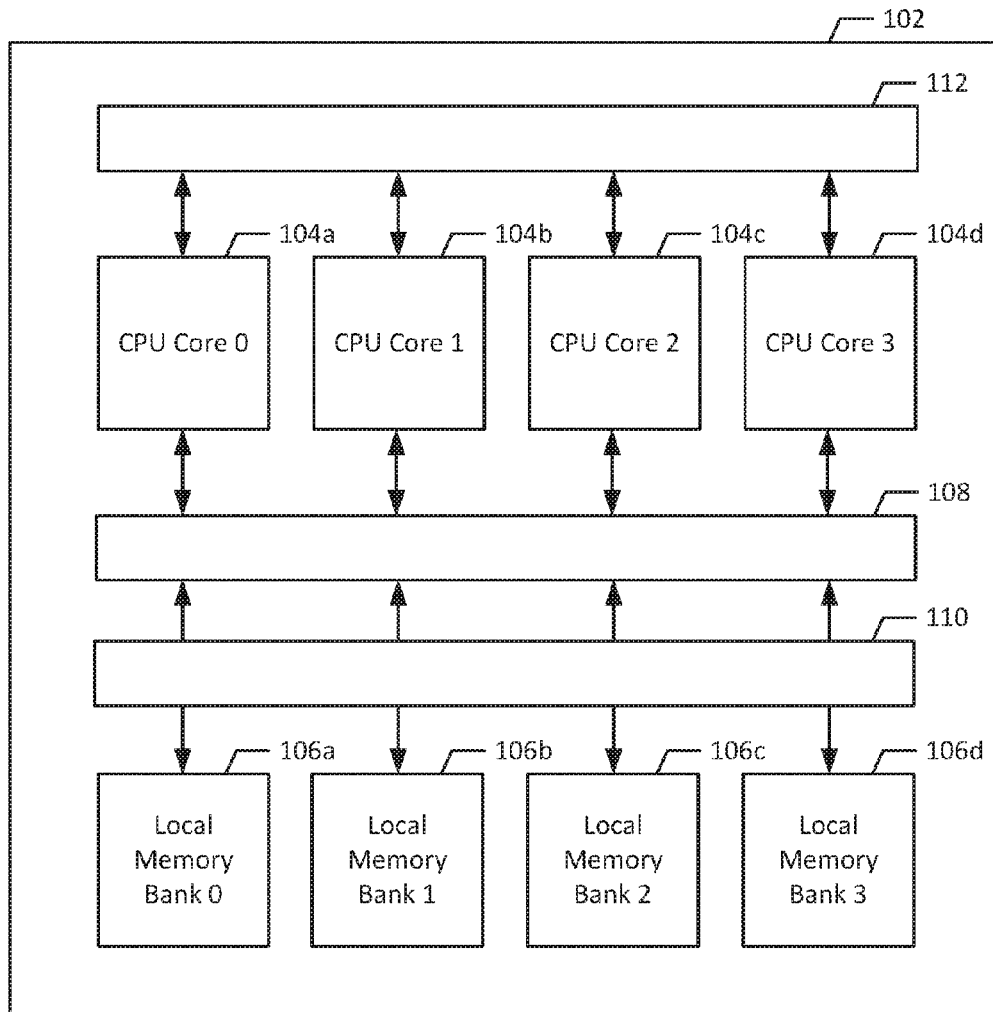 102
112
104a
104b
104c
104d
CPU Core 0
CPU Core 1
CPU Core 2
CPU Core 3
108
110
106a
106b
106c
106d
Local
Memory
Bank 0
Local
Memory
Bank 1
Local
Memory
Bank 2
Local
Memory
Bank 3